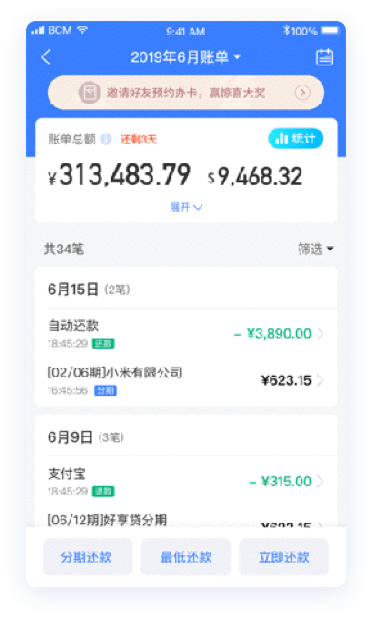 BCM 9:41 AM 100%
2019年6月账单
邀请好友预约办卡，赢惊喜大奖
账单总额 还剩3天 统计
¥313,483.79 $9,468.32
展开
共34笔 筛选
6月15日 (2笔)
自动还款 - ¥3,890.00
18:45:29 还款
[02/06期]小米有限公司 ¥623.15
16:45:56 分期
6月9日 (3笔)
支付宝 - ¥315.00
18:45:29 还款
[06/12期]好享贷分期
分期还款 最低还款 立即还款